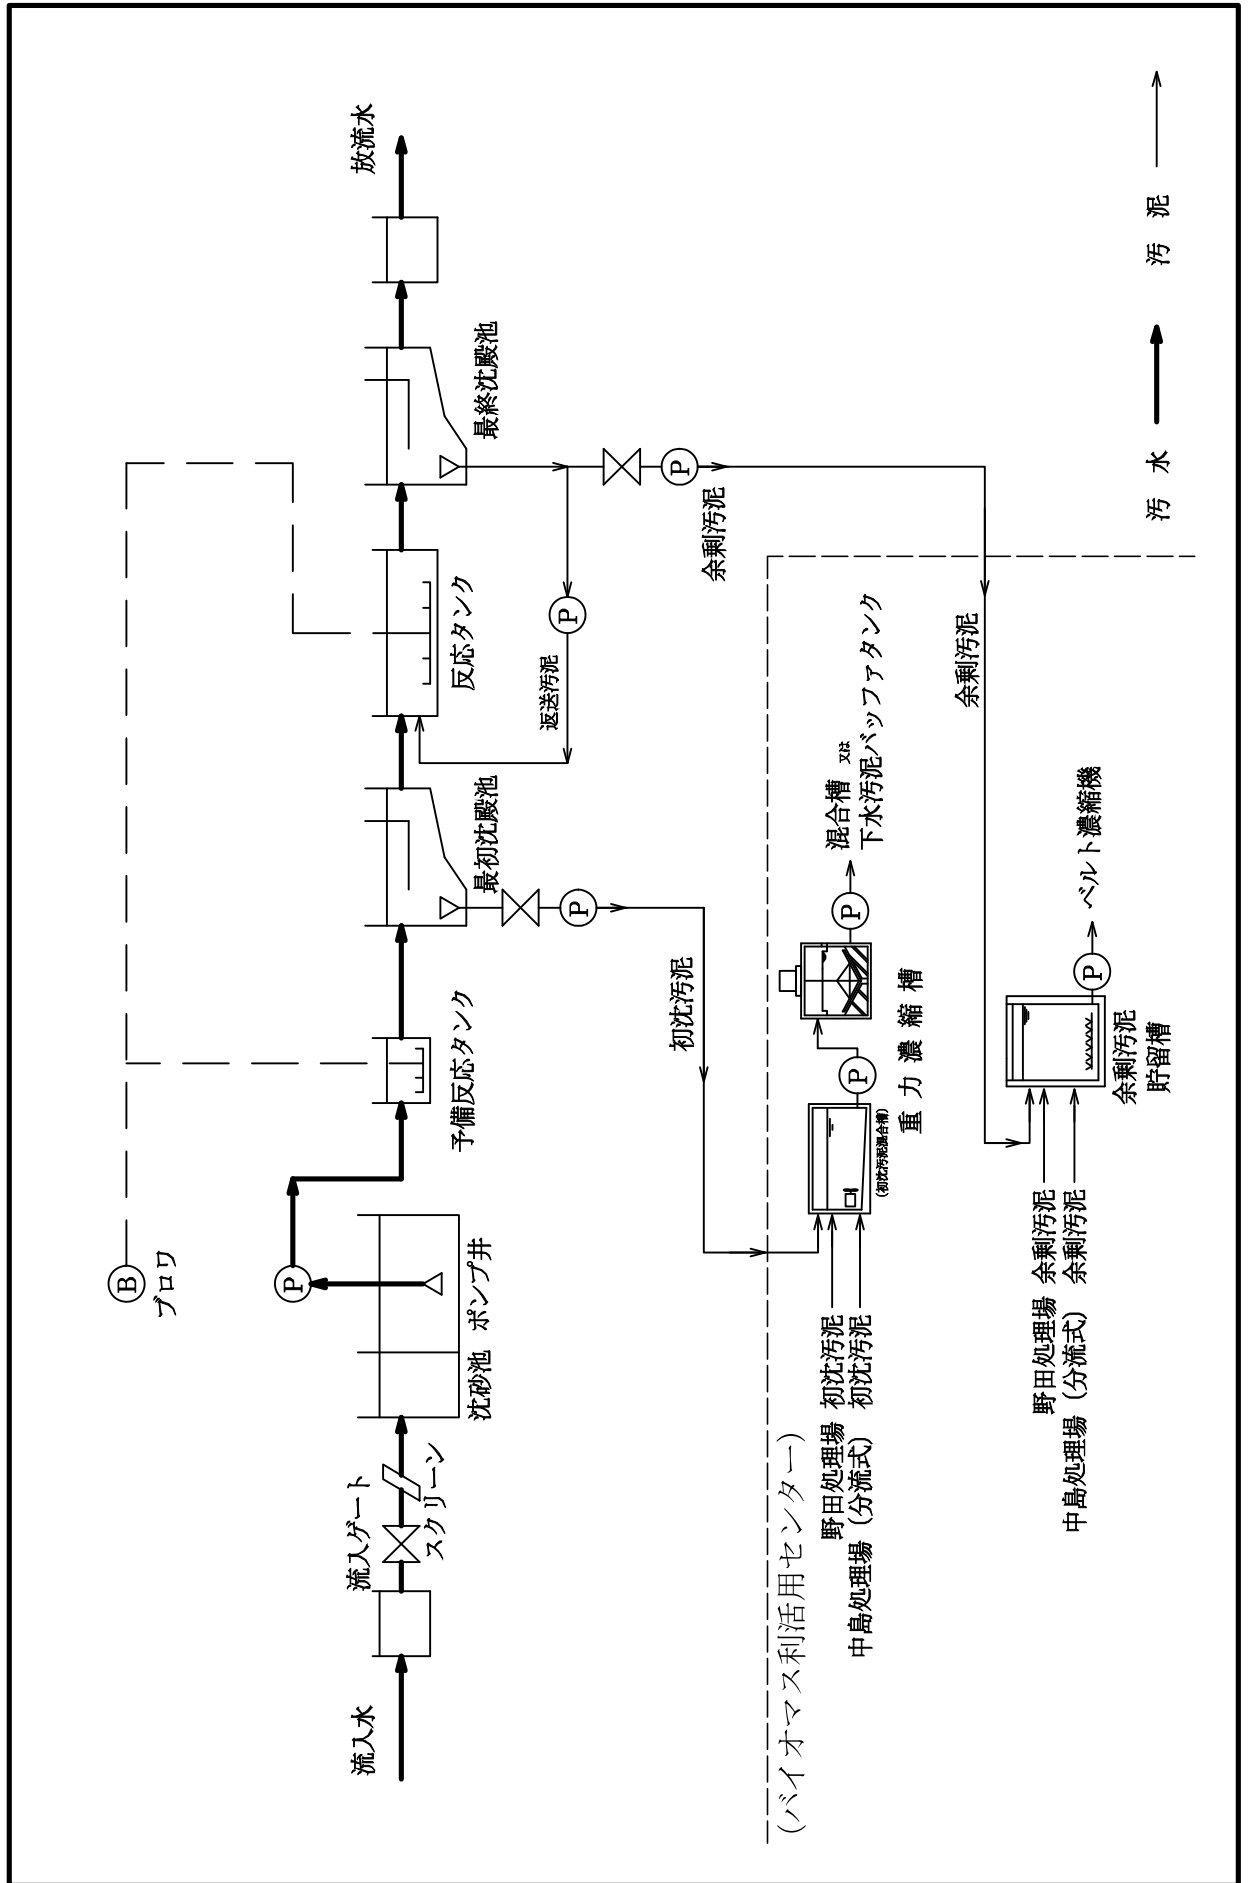 B
ブロワ
流入水
流入ゲート
スクリーン
沈砂池
ポンプ井
P
予備反応タンク
最初沈殿池
反応タンク
最終沈殿池
放流水
P
返送汚泥
P
初沈汚泥
P
余剰汚泥
余剰汚泥
(バイオマス利活用センター)
野田処理場 初沈汚泥
中島処理場(分流式) 初沈汚泥
(初沈汚泥混合槽)
P
重力濃縮槽
P
混合槽 又は
下水汚泥バッファタンク
野田処理場 余剰汚泥
中島処理場(分流式) 余剰汚泥
余剰汚泥
貯留槽
P
ベルト濃縮機
汚水
汚泥